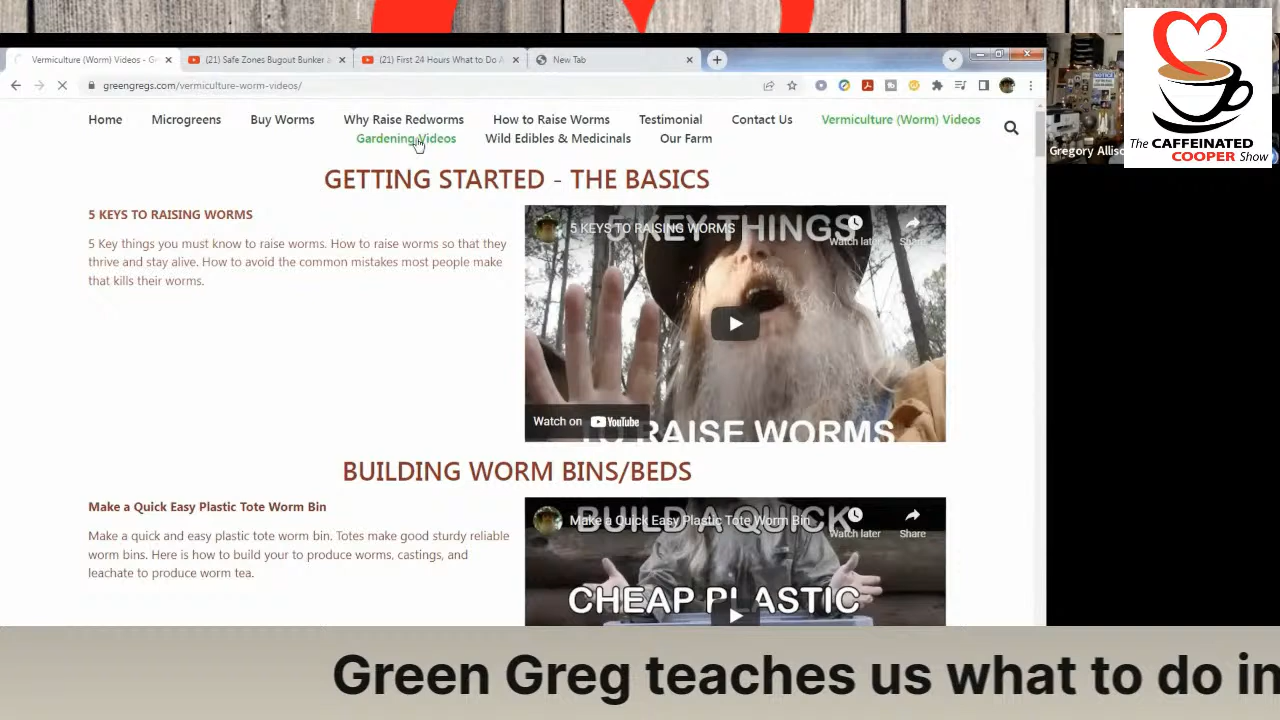 Vermiculture (Worm) Videos - G
(21) Safe Zones
First 24 Hours What to Do
New Tab
greengregs.com/vermiculture-worm-videos
Home Microgreens Buy Worms Why Raise Redworms How to Raise Worms Testimonial Contact Us Vermiculture (Worm) Videos
Gardening Videos Wild Edibles & Medicinals Our Farm
GETTING STARTED - THE BASICS
5 KEYS TO RAISING WORMS
5 Key things you must know to raise worms. How to raise worms so that they
thrive and stay alive. How to avoid the common mistakes most people make
that kills their worms.
5 KEY THINGS
5 KEYS TO RAISING WORMS
Watch later
Share
Watch on YouTube
TO RAISE WORMS
BUILDING WORM BINS/BEDS
Make a Quick Easy Plastic Tote Worm Bin
Make a quick and easy plastic tote worm bin. Totes make good sturdy reliable
worm bins. Here is how to build your to produce worms, castings, and
leachate to produce worm tea.
BUILD A QUICK
Make a Quick Easy Plastic Tote Worm Bin
Watch later
Share
CHEAP PLASTIC
NOTICE
Gregory Alliso
The CAFFEINATED
COOPER Show
Green Greg teaches us what to do in